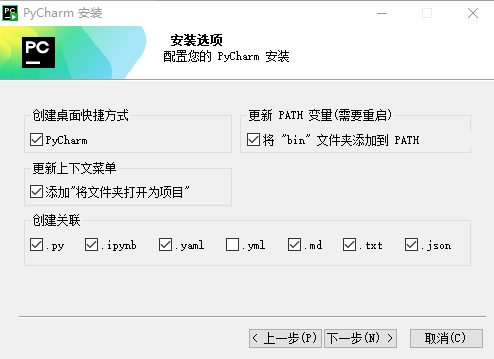 PyCharm 安装
PC
安装选项
配置您的 PyCharm 安装
创建桌面快捷方式
PyCharm
更新 PATH 变量(需要重启)
将 "bin" 文件夹添加到 PATH
更新上下文菜单
添加"将文件夹打开为项目"
创建关联
.py .ipynb .yaml .yml .md .txt .json
< 上一步(P) 下一步(N) > 取消(C)